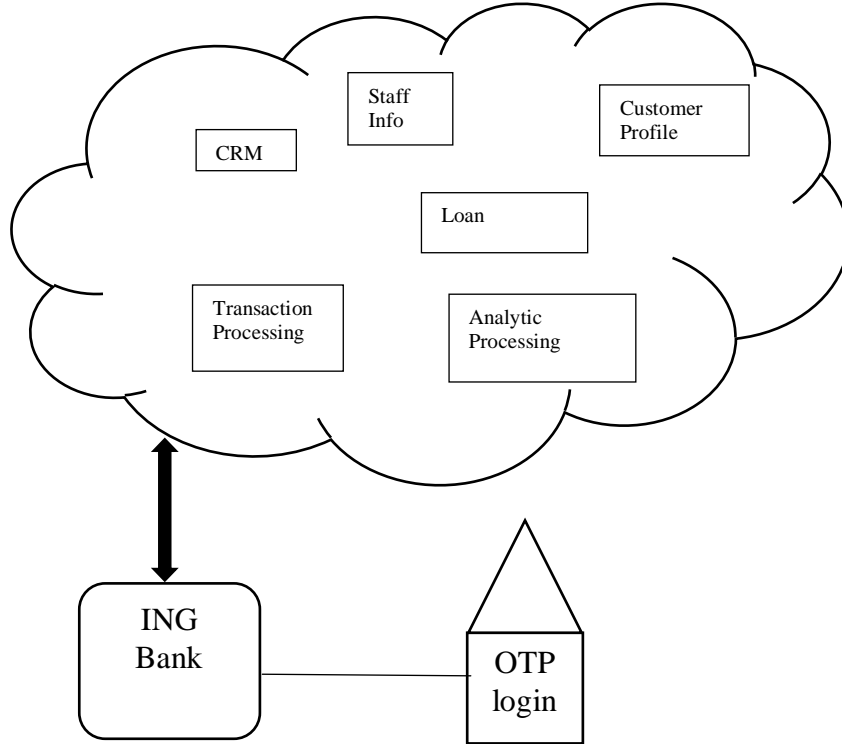 Staff
Info
Customer
Profile
CRM
Loan
Transaction
Processing
Analytic
Processing
ING
Bank
OTP
login